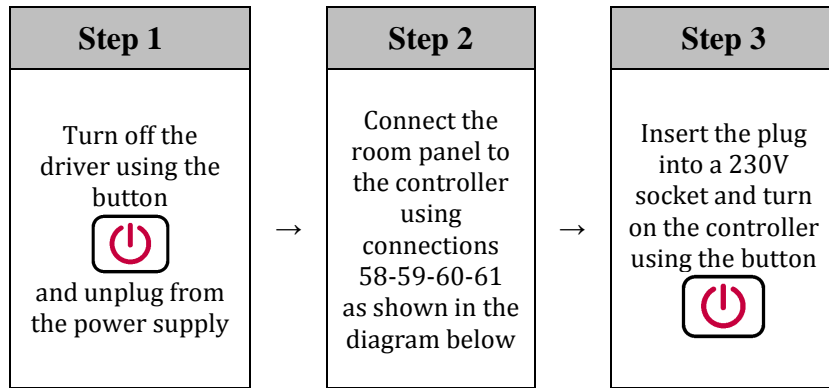 Step 1
Turn off the
driver using the
button
and unplug from
the power supply
→
Step 2
Connect the
room panel to
the controller
using
connections
58-59-60-61
as shown in the
diagram below
→
Step 3
Insert the plug
into a 230V
socket and turn
on the controller
using the button